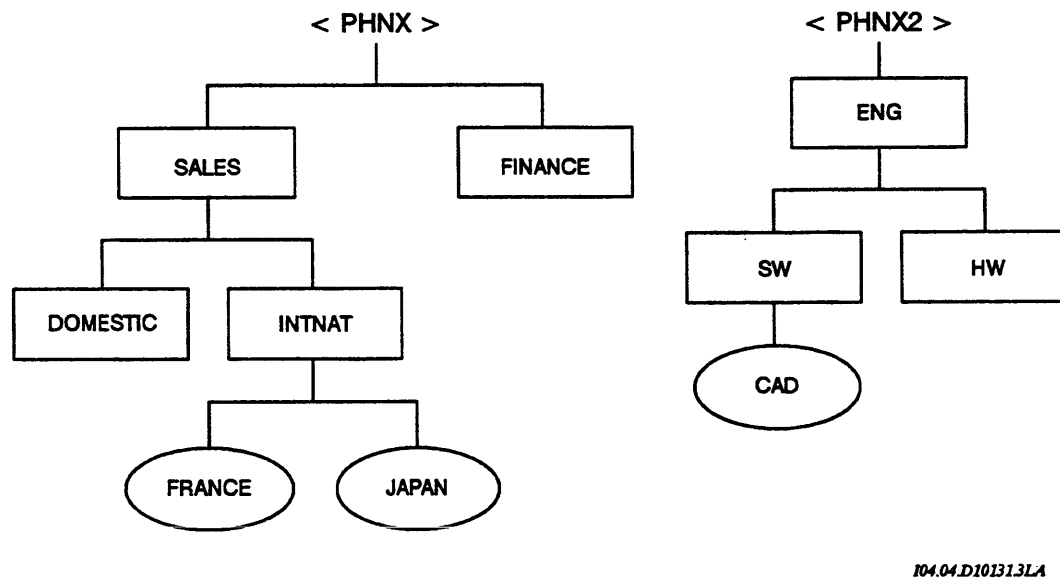 < PHNX >
< PHNX2 >
SALES
FINANCE
ENG
DOMESTIC
INTNAT
SW
HW
FRANCE
JAPAN
CAD
I04.04.D10131.3LA